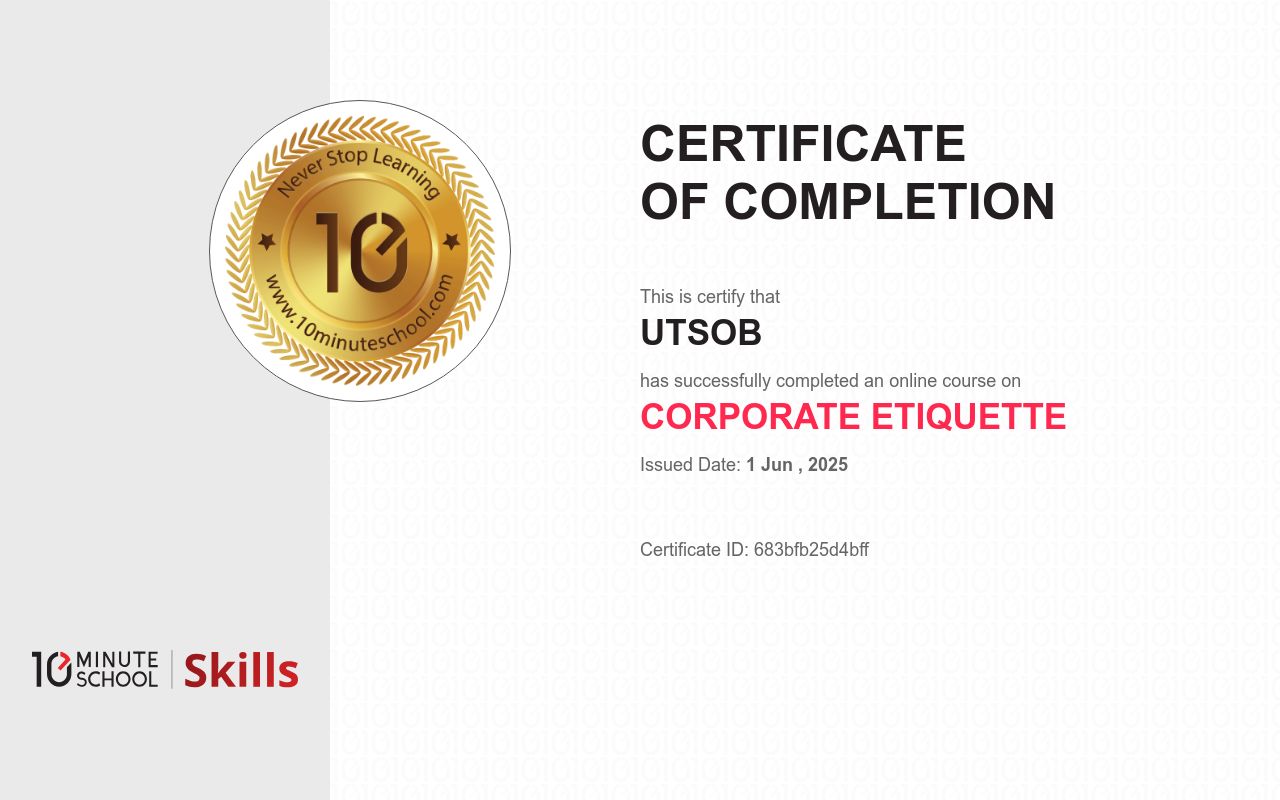 Never Stop Learning
10
www.10minuteschool.com
CERTIFICATE
OF COMPLETION
This is certify that
UTSOB
has successfully completed an online course on
CORPORATE ETIQUETTE
Issued Date: 1 Jun , 2025
Certificate ID: 683bfb25d4bff
10 MINUTE SCHOOL
Skills